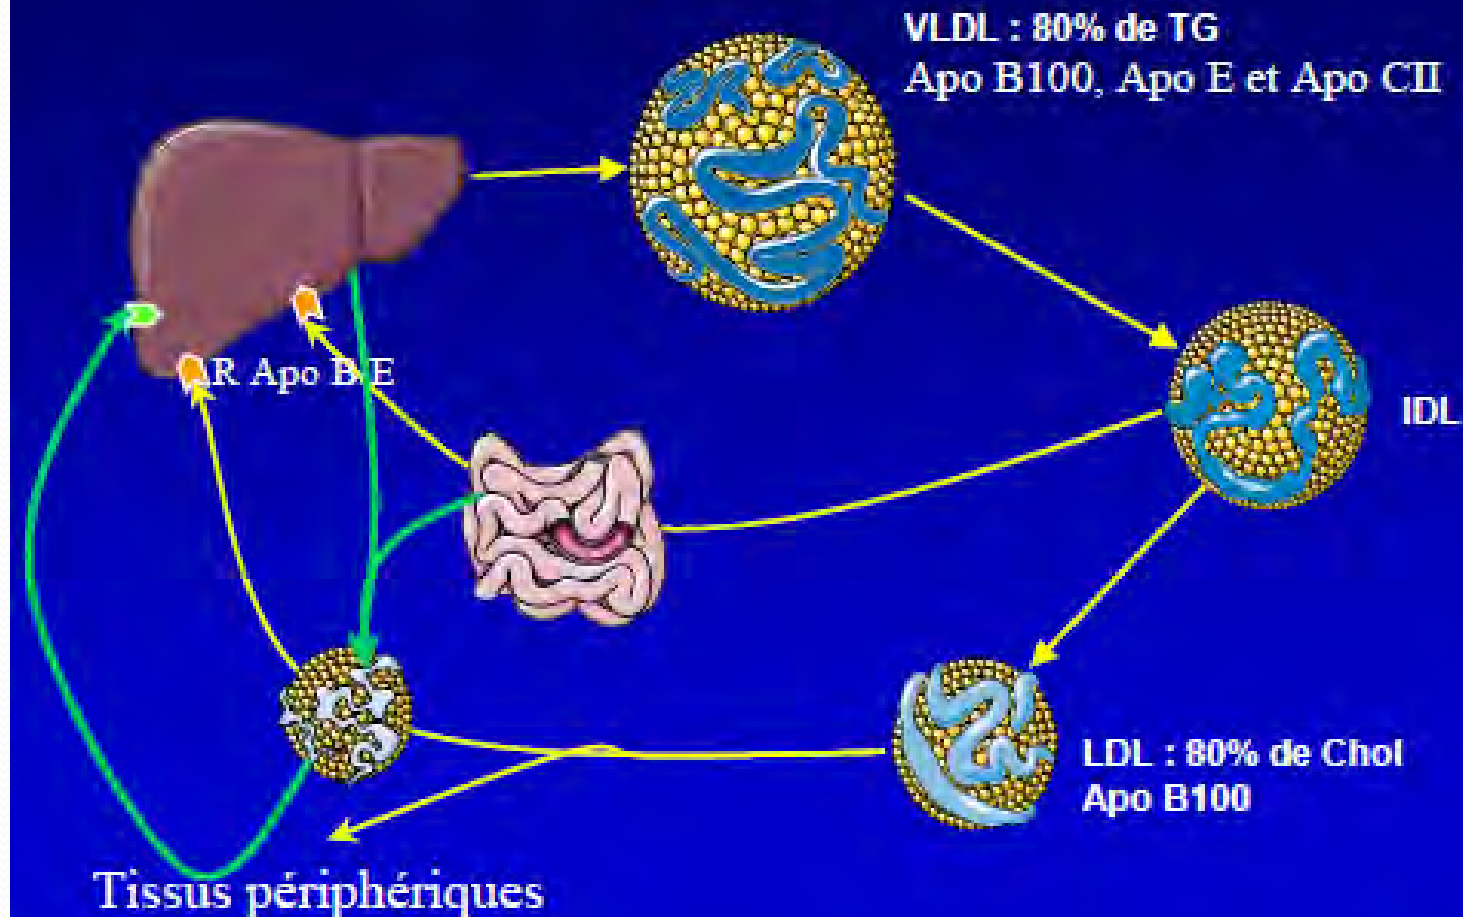 VLDL : 80% de TG
Apo B100, Apo E et Apo CII
R Apo B E
IDL
LDL : 80% de Chol
Apo B100
Tissus périphériques